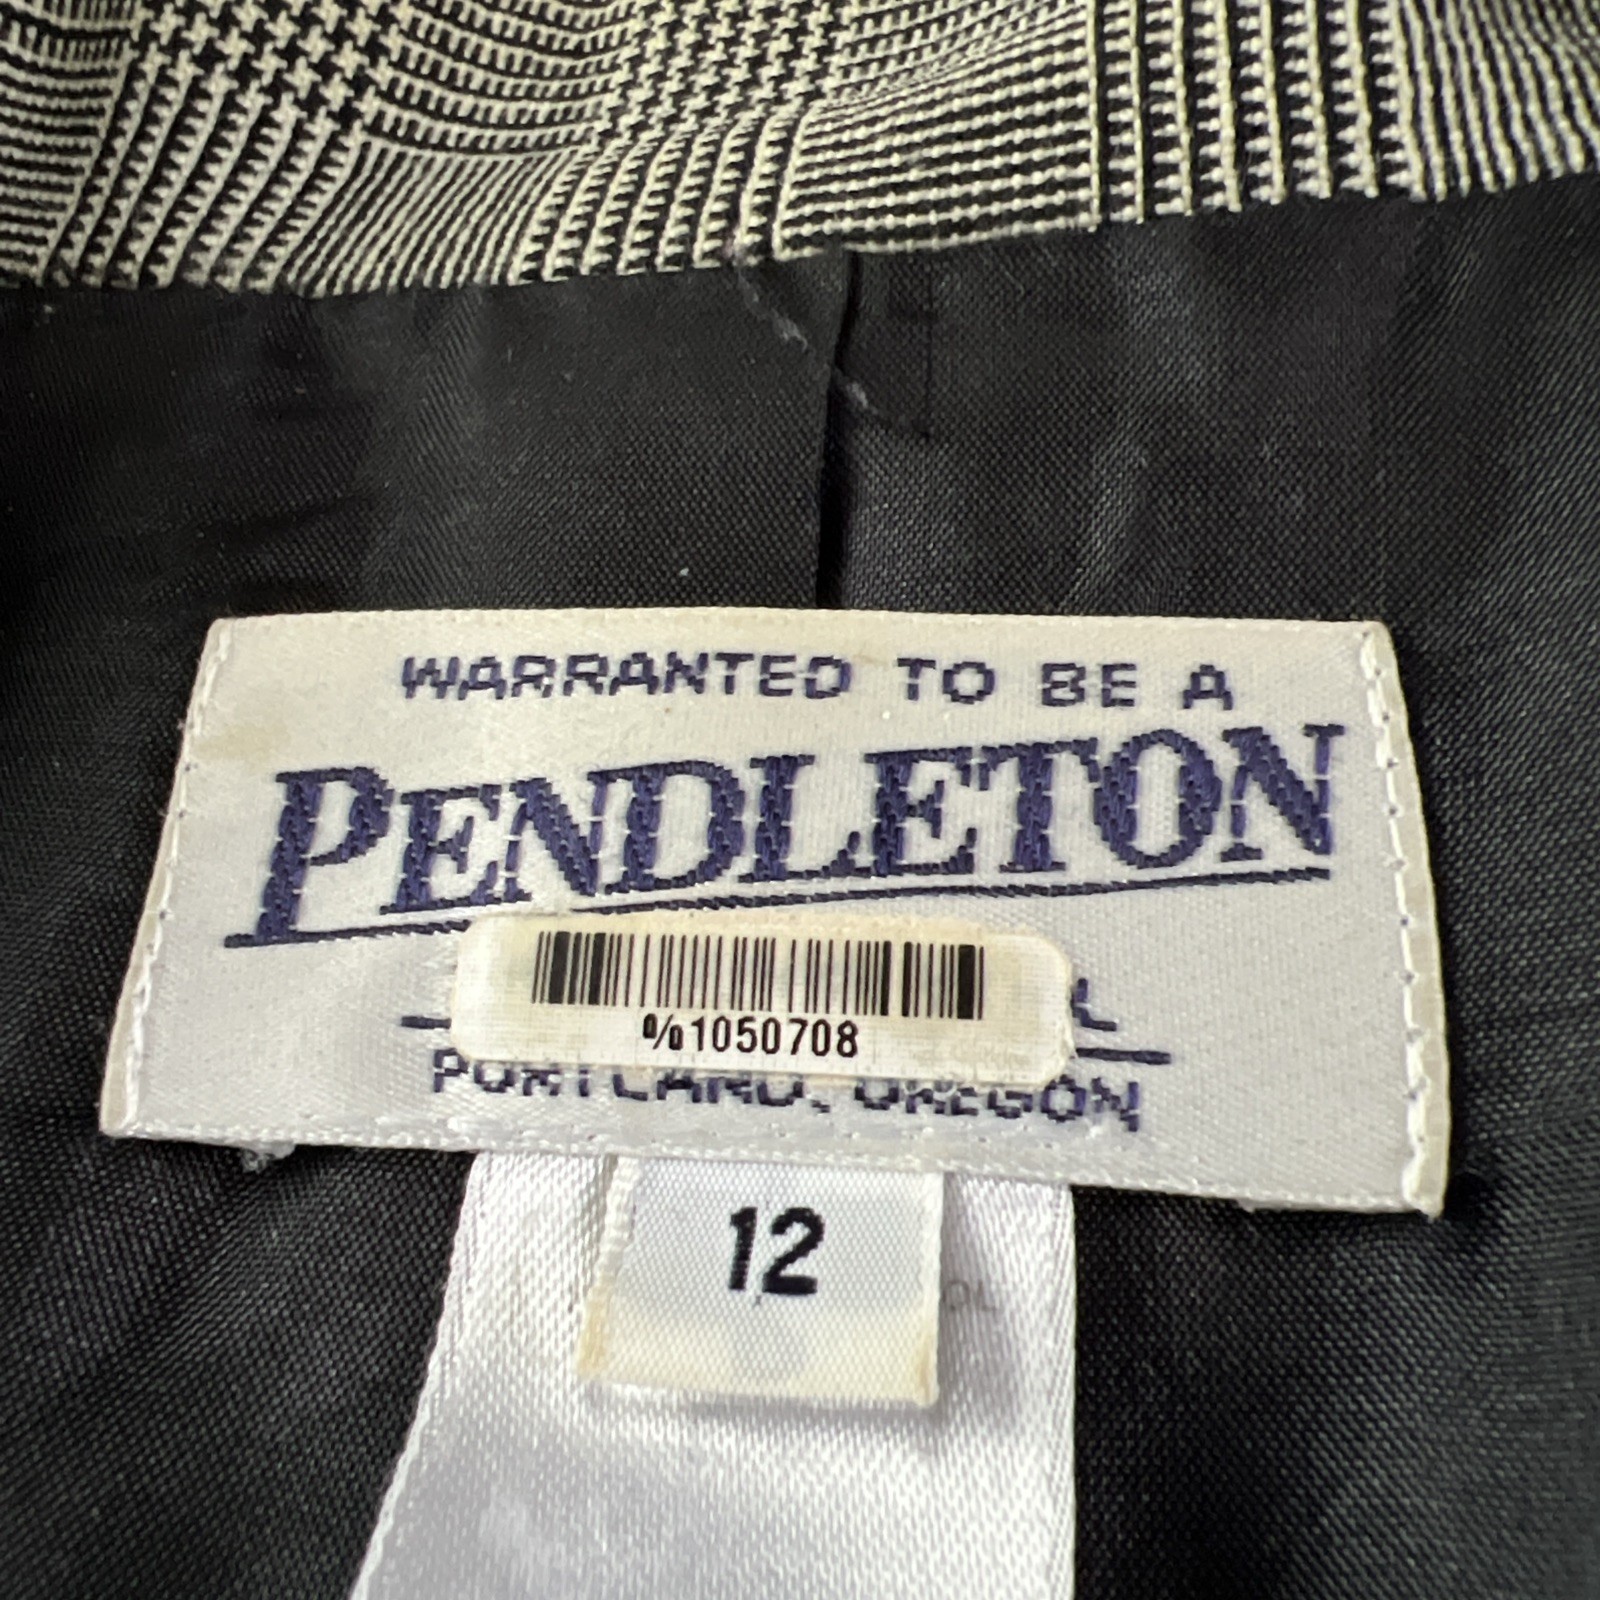 WARRANTED TO BE A
PENDLETON
%1050708
PORTLAND, OREGON
12